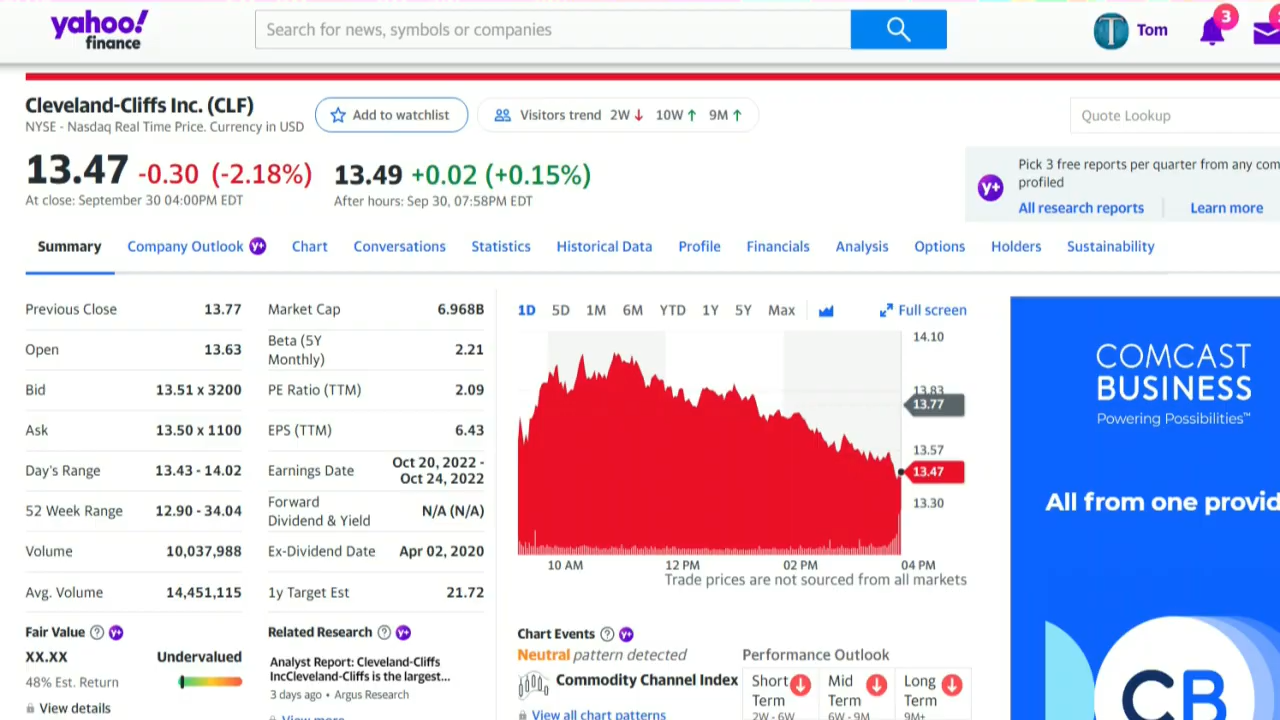 yahoo!
finance
Search for news, symbols or companies
T
Tom
3
Cleveland-Cliffs Inc. (CLF)
NYSE - Nasdaq Real Time Price. Currency in USD
Add to watchlist
Visitors trend 2W 10W 9M
Quote Lookup
13.47 -0.30 (-2.18%)
At close: September 30 04:00PM EDT
13.49 +0.02 (+0.15%)
After hours: Sep 30, 07:58PM EDT
y+
Pick 3 free reports per quarter from any com
profiled
All research reports
Learn more
Summary Company Outlook y+ Chart Conversations Statistics Historical Data Profile Financials Analysis Options Holders Sustainability
Previous Close 13.77
Open 13.63
Bid 13.51 x 3200
Ask 13.50 x 1100
Day's Range 13.43 - 14.02
52 Week Range 12.90 - 34.04
Volume 10,037,988
Avg. Volume 14,451,115
Market Cap 6.968B
Beta (5Y
Monthly) 2.21
PE Ratio (TTM) 2.09
EPS (TTM) 6.43
Earnings Date Oct 20, 2022 -
Oct 24, 2022
Forward
Dividend & Yield N/A (N/A)
Ex-Dividend Date Apr 02, 2020
1y Target Est 21.72
1D 5D 1M 6M YTD 1Y 5Y Max
Full screen
14.10
13.83
13.77
13.57
13.47
13.30
10 AM 12 PM 02 PM 04 PM
Trade prices are not sourced from all markets
Fair Value ? y+
XX.XX Undervalued
48% Est. Return
View details
Related Research ? y+
Analyst Report: Cleveland-Cliffs
IncCleveland-Cliffs is the largest...
3 days ago • Argus Research
View more
Chart Events ? y+
Neutral pattern detected
Commodity Channel Index
View all chart patterns
Performance Outlook
Short
Term
2W - 6W
Mid
Term
6W - 9M
Long
Term
9M+
COMCAST
BUSINESS
Powering Possibilities™
All from one provid
CB